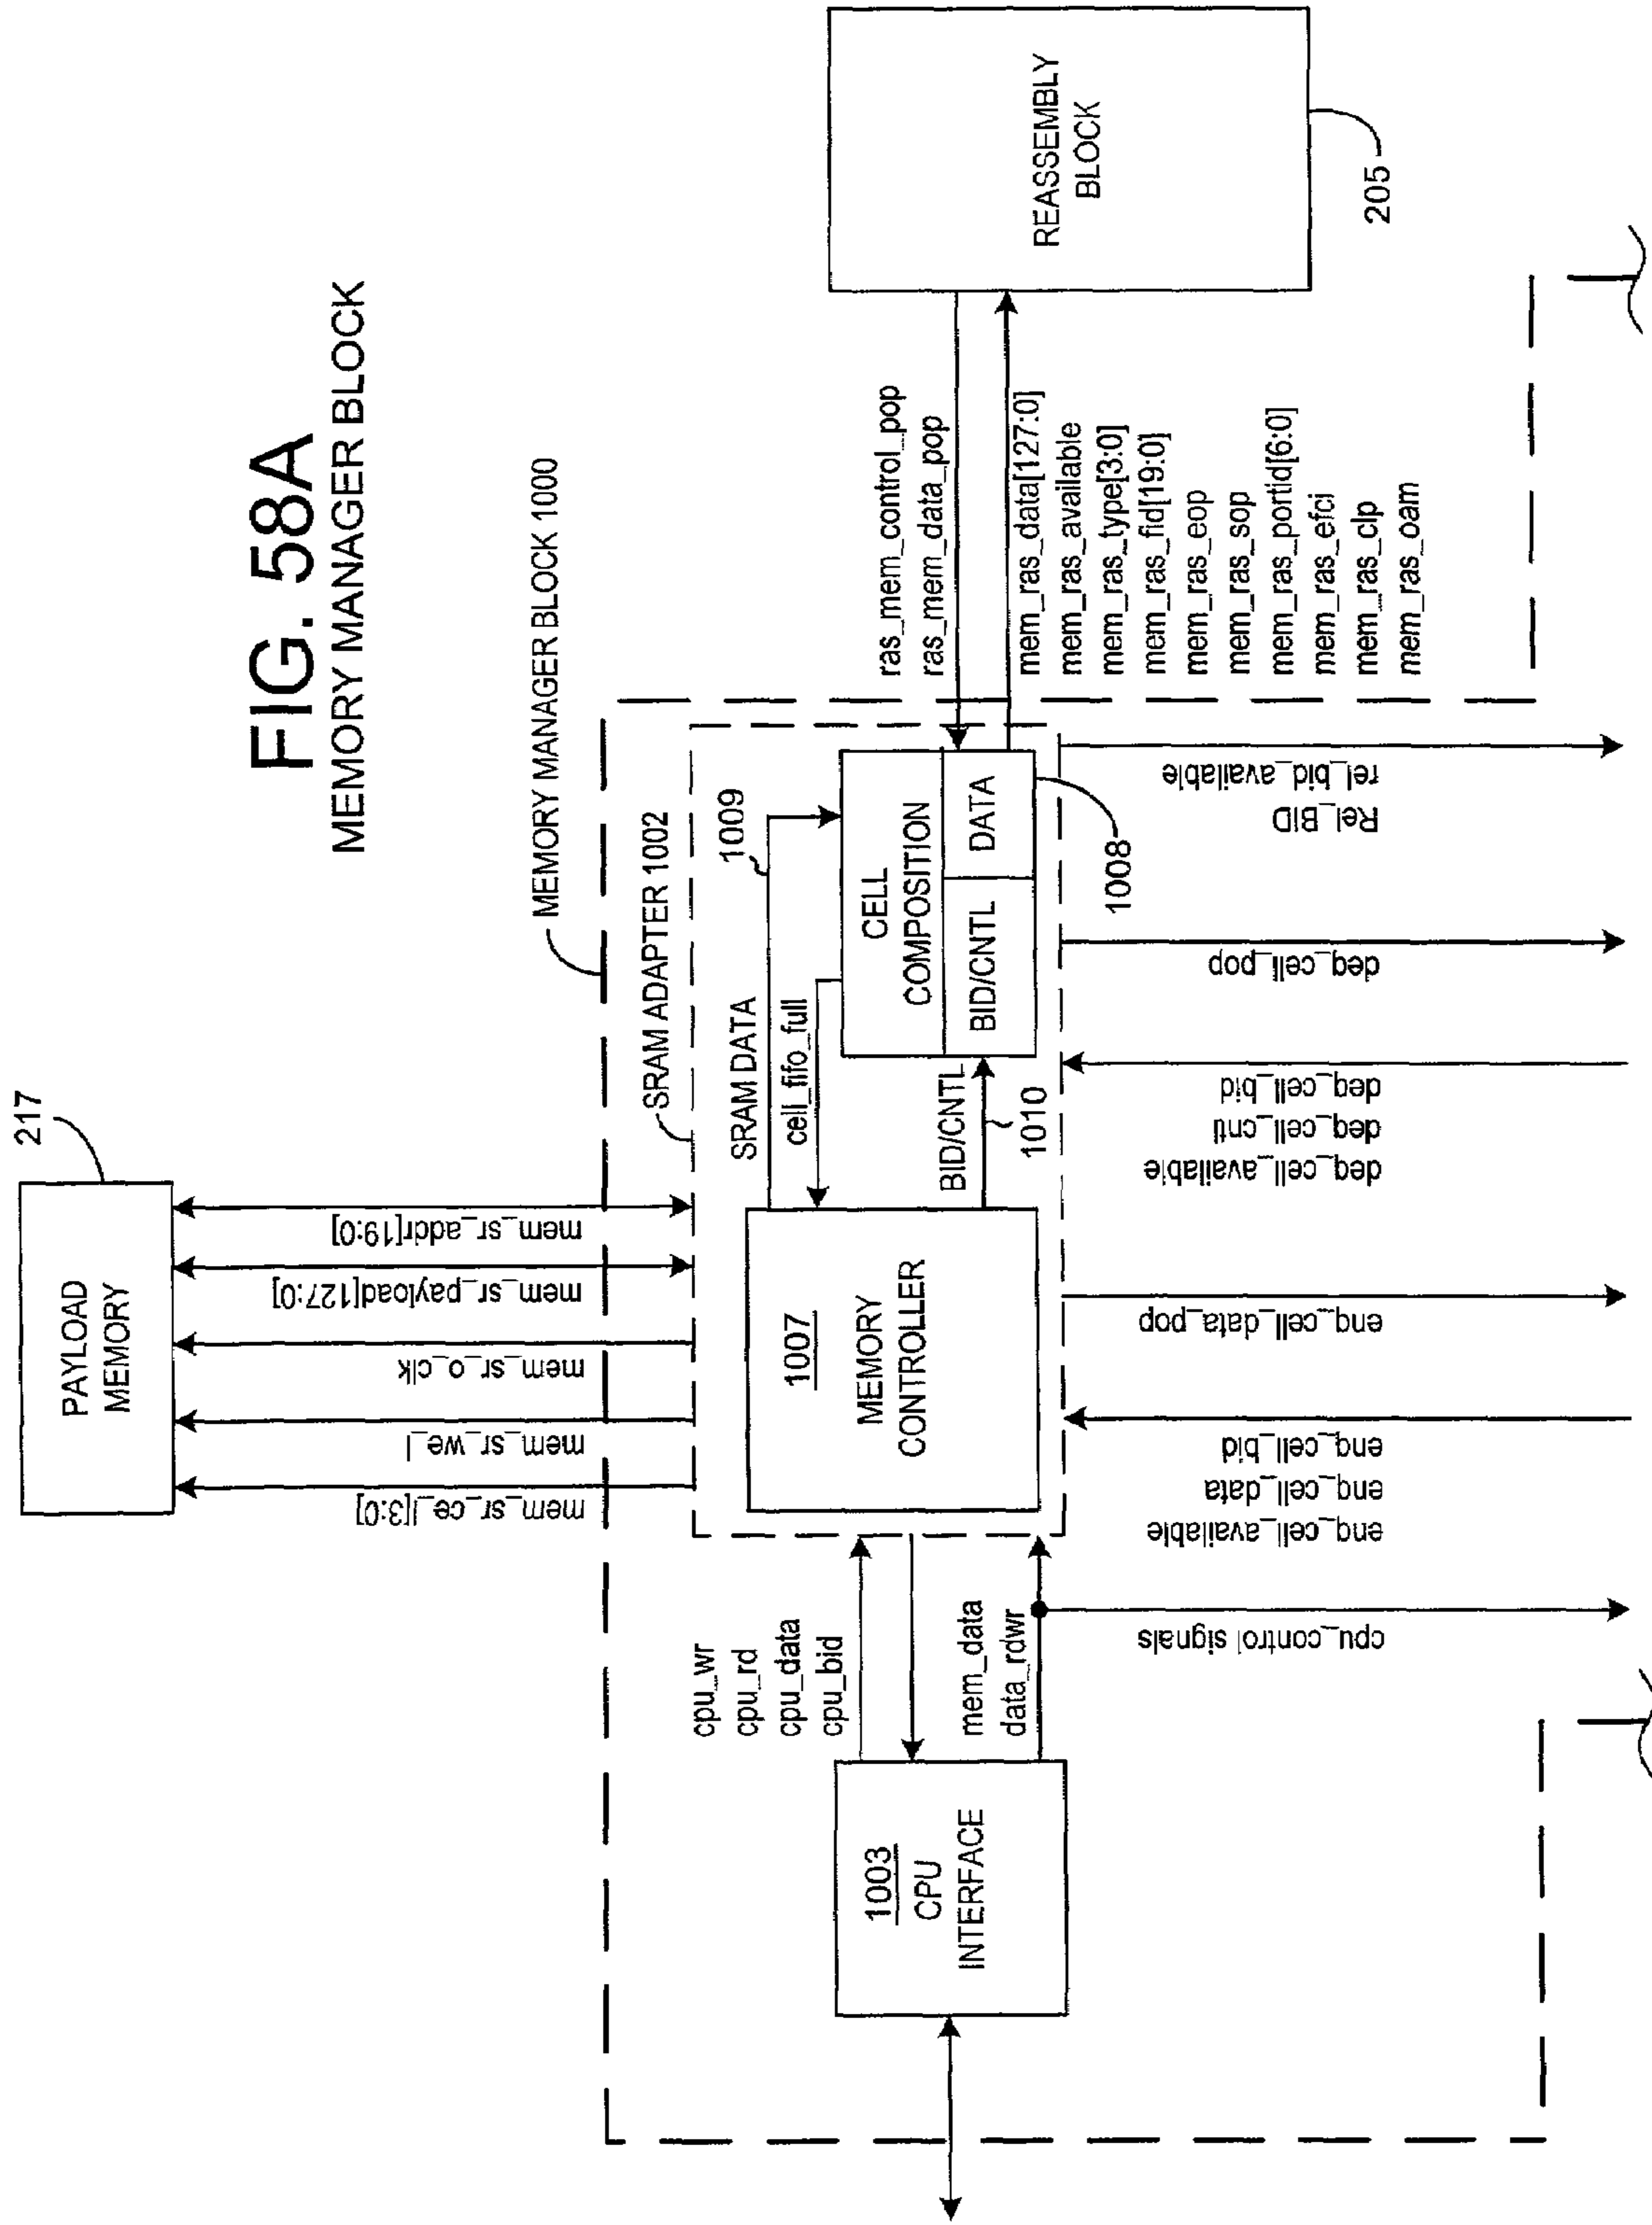 FIG. 58A
MEMORY MANAGER BLOCK
217
PAYLOAD
MEMORY
mem_sr_ce_l[3:0]
mem_sr_we_l
mem_sr_o_clk
mem_sr_payload[127:0]
mem_sr_addr[19:0]
MEMORY MANAGER BLOCK 1000
SRAM ADAPTER 1002
1003
CPU
INTERFACE
cpu_wr
cpu_rd
cpu_data
cpu_bid
mem_data
data_rdwr
1007
MEMORY
CONTROLLER
SRAM DATA
1009
cell_fifo_full
BID/CNTL
1010
CELL
COMPOSITION
BID/CNTL
DATA
1008
ras_mem_control_pop
ras_mem_data_pop
mem_ras_data[127:0]
mem_ras_available
mem_ras_type[3:0]
mem_ras_fid[19:0]
mem_ras_eop
mem_ras_sop
mem_ras_portid[6:0]
mem_ras_efci
mem_ras_clp
mem_ras_oam
REASSEMBLY
BLOCK
205
cpu_control signals
enq_cell_available
enq_cell_data
enq_cell_bid
enq_cell_data_pop
deq_cell_available
deq_cell_cntl
deq_cell_bid
deq_cell_pop
Rel_BID
rel_bid_available